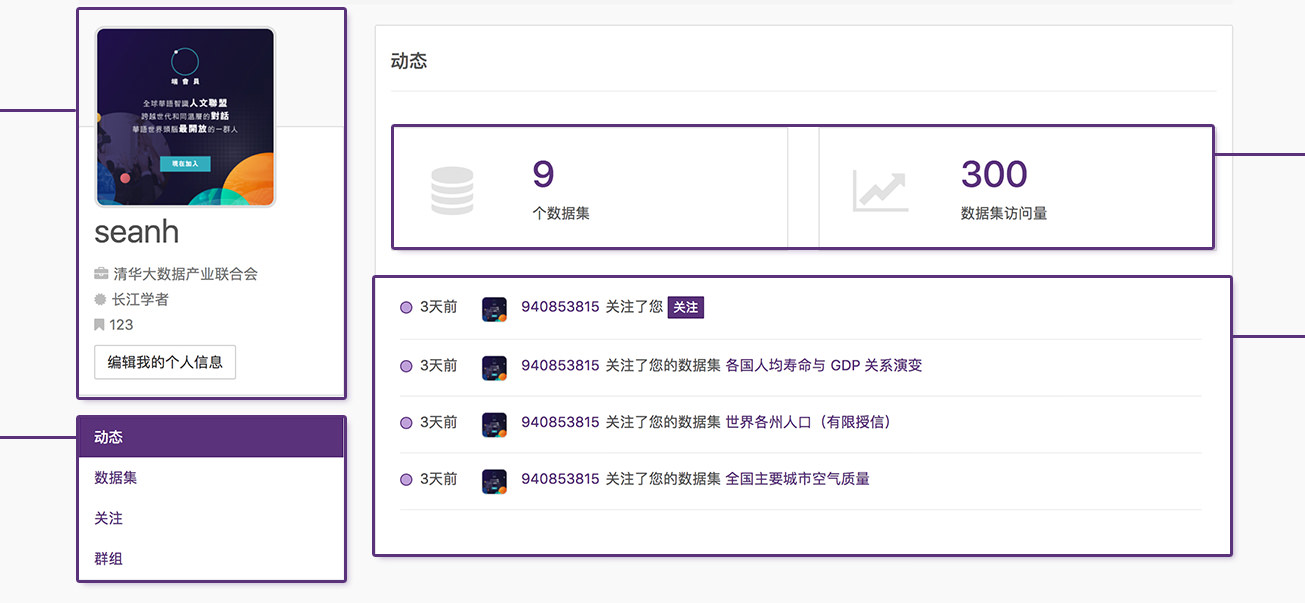 端會員
全球華語智識人文聯盟
跨越世代和同溫層的對話
華語世界頭腦最開放的一群人
現在加入
seanh
清华大数据产业联合会
长江学者
123
编辑我的个人信息
动态
数据集
关注
群组
动态
9
个数据集
300
数据集访问量
3天前 940853815 关注了您 关注
3天前 940853815 关注了您的数据集 各国人均寿命与 GDP 关系演变
3天前 940853815 关注了您的数据集 世界各州人口（有限授信）
3天前 940853815 关注了您的数据集 全国主要城市空气质量